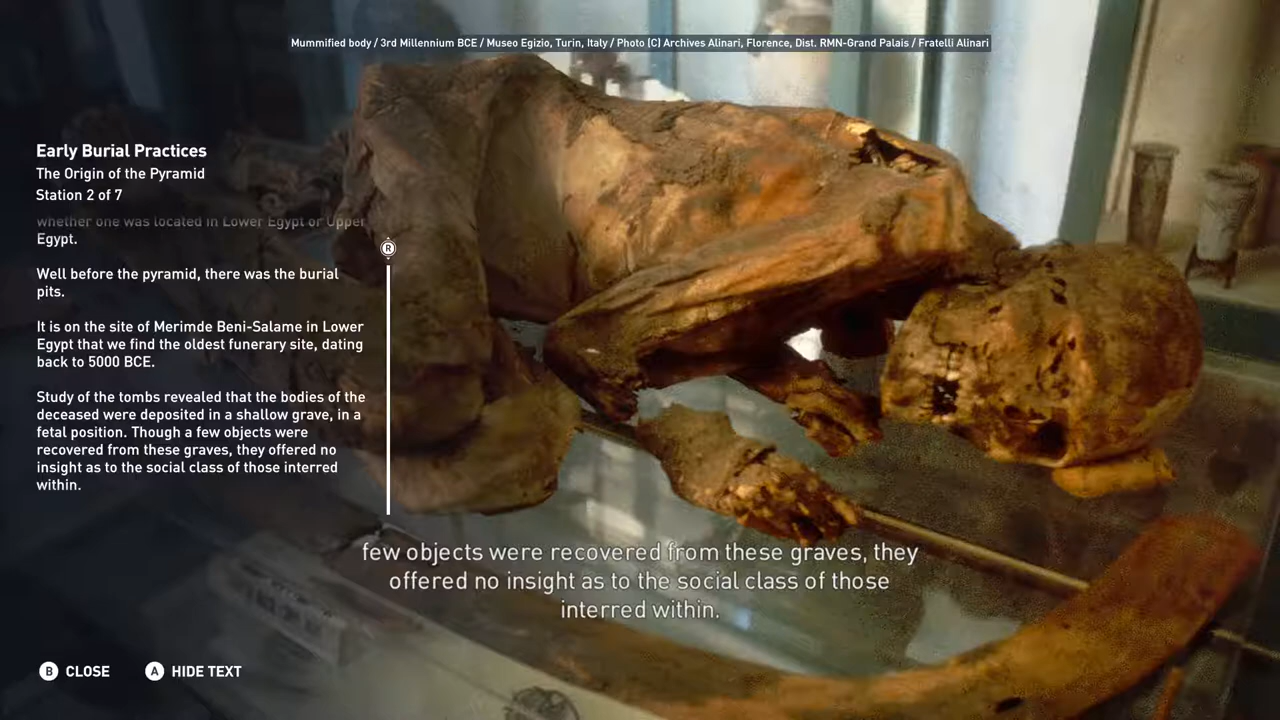 Mummified body / 3rd Millennium BCE / Museo Egizio, Turin, Italy / Photo (C) Archives Alinari, Florence, Dist. RMN-Grand Palais / Fratelli Alinari
Early Burial Practices
The Origin of the Pyramid
Station 2 of 7
whether one was located in Lower Egypt or Upper
Egypt.
Well before the pyramid, there was the burial
pits.
It is on the site of Merimde Beni-Salame in Lower
Egypt that we find the oldest funerary site, dating
back to 5000 BCE.
Study of the tombs revealed that the bodies of the
deceased were deposited in a shallow grave, in a
fetal position. Though a few objects were
recovered from these graves, they offered no
insight as to the social class of those interred
within.
R
few objects were recovered from these graves, they
offered no insight as to the social class of those
interred within.
B CLOSE
A HIDE TEXT